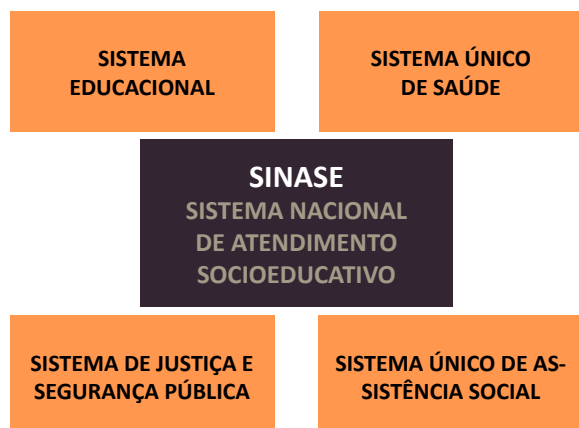 SISTEMA
EDUCACIONAL
SISTEMA ÚNICO
DE SAÚDE
SINASE
SISTEMA NACIONAL
DE ATENDIMENTO
SOCIOEDUCATIVO
SISTEMA DE JUSTIÇA E
SEGURANÇA PÚBLICA
SISTEMA ÚNICO DE AS-
SISTÊNCIA SOCIAL